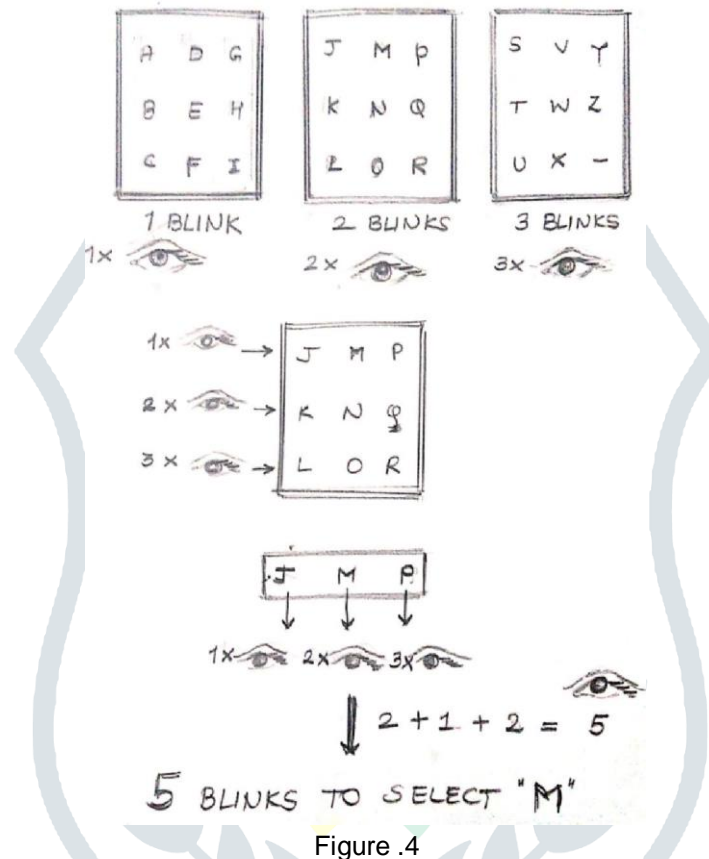 A D G J M P S V Y
B E H K N Q T W Z
C F I L O R U X -
1 BLINK 2 BLINKS 3 BLINKS
1x 2x 3x
1x J M P
2x K N Q
3x L O R
J M P
1x 2x 3x
2 + 1 + 2 = 5
5 BLINKS TO SELECT "M"
Figure .4